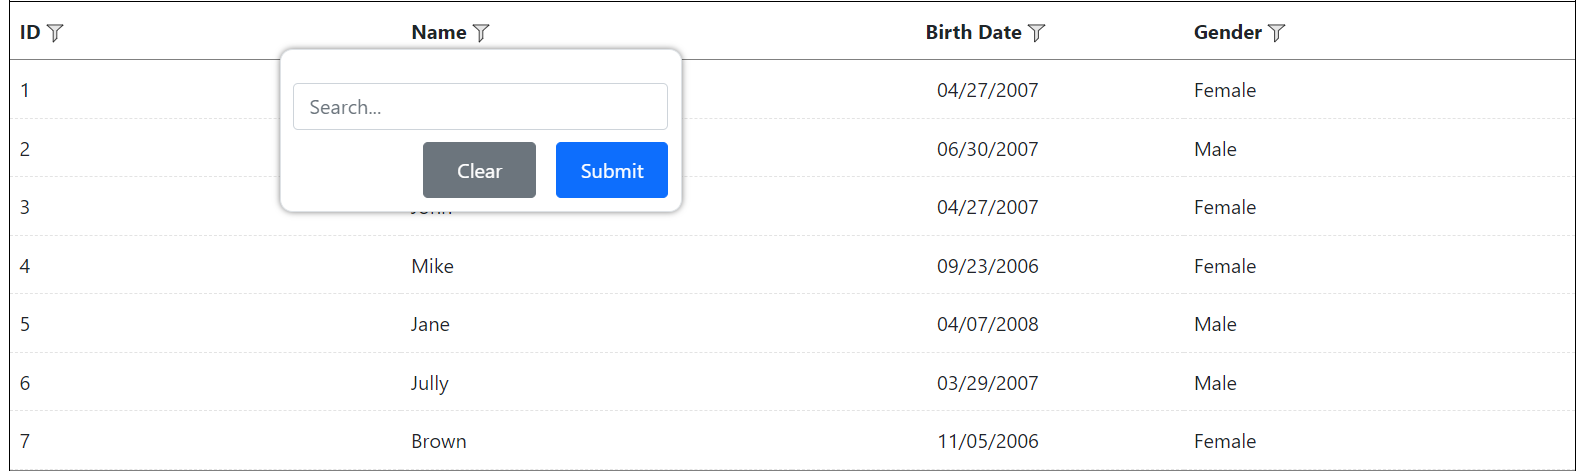 ID Name Birth Date Gender
1 04/27/2007 Female
Search...
2 06/30/2007 Male
Clear Submit
3 04/27/2007 Female
4 Mike 09/23/2006 Female
5 Jane 04/07/2008 Male
6 Jully 03/29/2007 Male
7 Brown 11/05/2006 Female